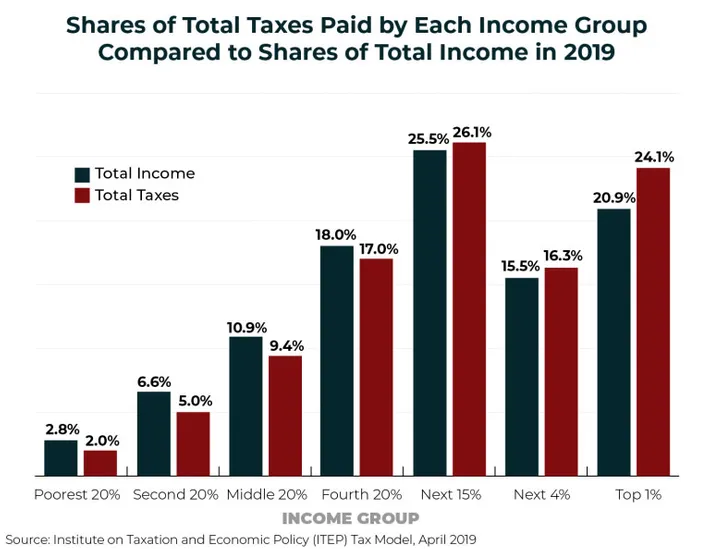 Shares of Total Taxes Paid by Each Income Group
Compared to Shares of Total Income in 2019
Total Income
Total Taxes
2.8%
2.0%
6.6%
5.0%
10.9%
9.4%
18.0%
17.0%
25.5%
26.1%
15.5%
16.3%
20.9%
24.1%
Poorest 20%
Second 20%
Middle 20%
Fourth 20%
Next 15%
Next 4%
Top 1%
INCOME GROUP
Source: Institute on Taxation and Economic Policy (ITEP) Tax Model, April 2019